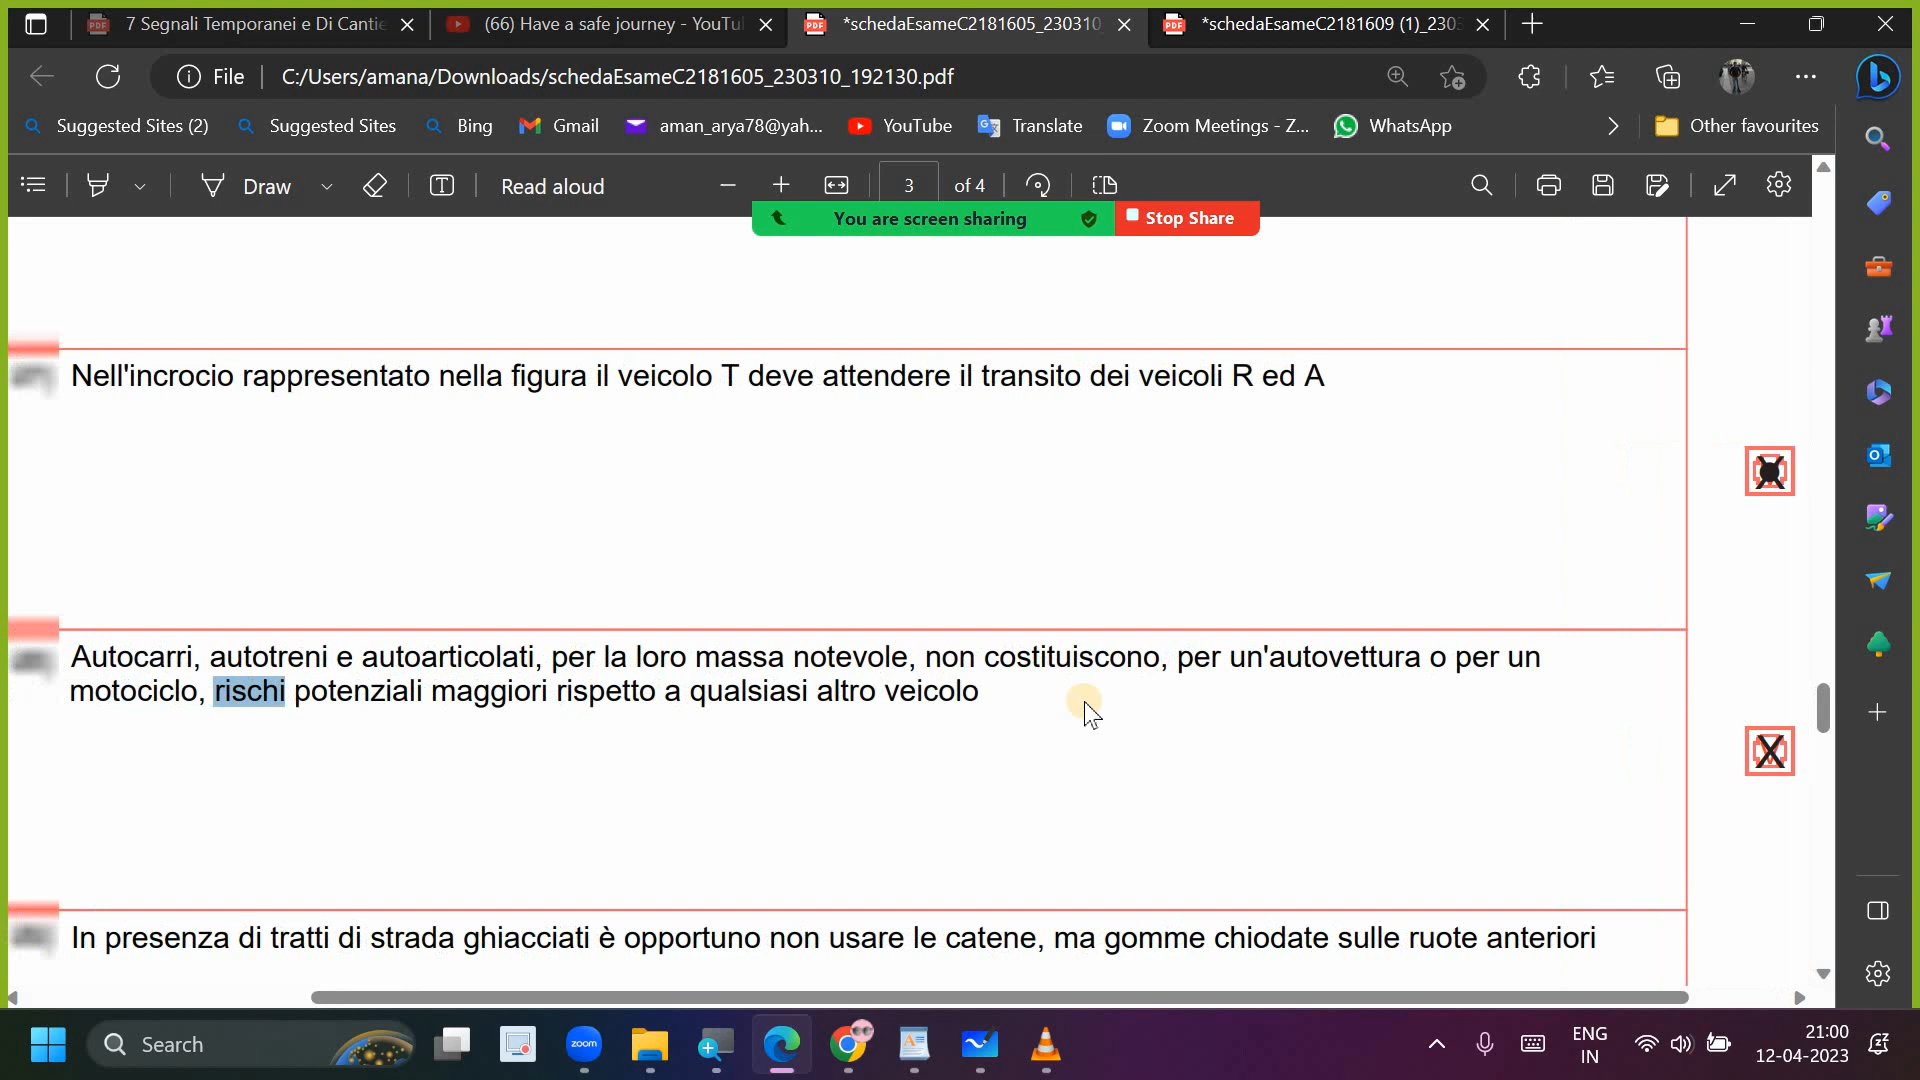 7 Segnali Temporanei e Di Cantie
(66) Have a safe journey - YouTu
*schedaEsameC2181605_230310
*schedaEsameC2181609 (1)_230
File
C:/Users/amana/Downloads/schedaEsameC2181605_230310_192130.pdf
Suggested Sites (2)
Suggested Sites
Bing
Gmail
aman_arya78@yah...
YouTube
Translate
Zoom Meetings - Z...
WhatsApp
Other favourites
Draw
Read aloud
3
of 4
You are screen sharing
Stop Share
Nell'incrocio rappresentato nella figura il veicolo T deve attendere il transito dei veicoli R ed A
Autocarri, autotreni e autoarticolati, per la loro massa notevole, non costituiscono, per un'autovettura o per un
motociclo, rischi potenziali maggiori rispetto a qualsiasi altro veicolo
X
In presenza di tratti di strada ghiacciati è opportuno non usare le catene, ma gomme chiodate sulle ruote anteriori
Search
zoom
ENG
IN
21:00
12-04-2023